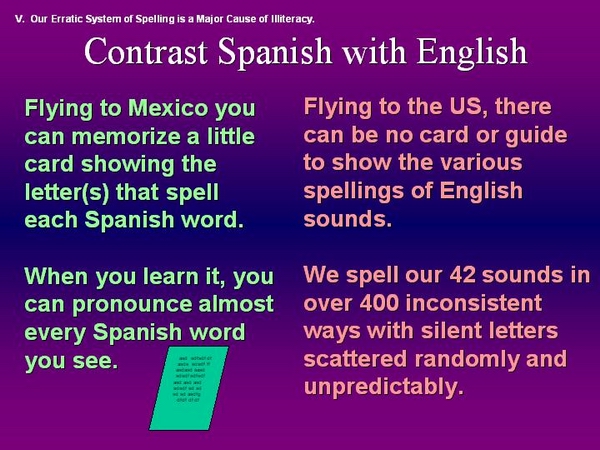 V. Our Erratic System of Spelling is a Major Cause of Illiteracy.
Contrast Spanish with English
Flying to Mexico you
can memorize a little
card showing the
letter(s) that spell
each Spanish word.
When you learn it, you
can pronounce almost
every Spanish word
you see.
Flying to the US, there
can be no card or guide
to show the various
spellings of English
sounds.
We spell our 42 sounds in
over 400 inconsistent
ways with silent letters
scattered randomly and
unpredictably.